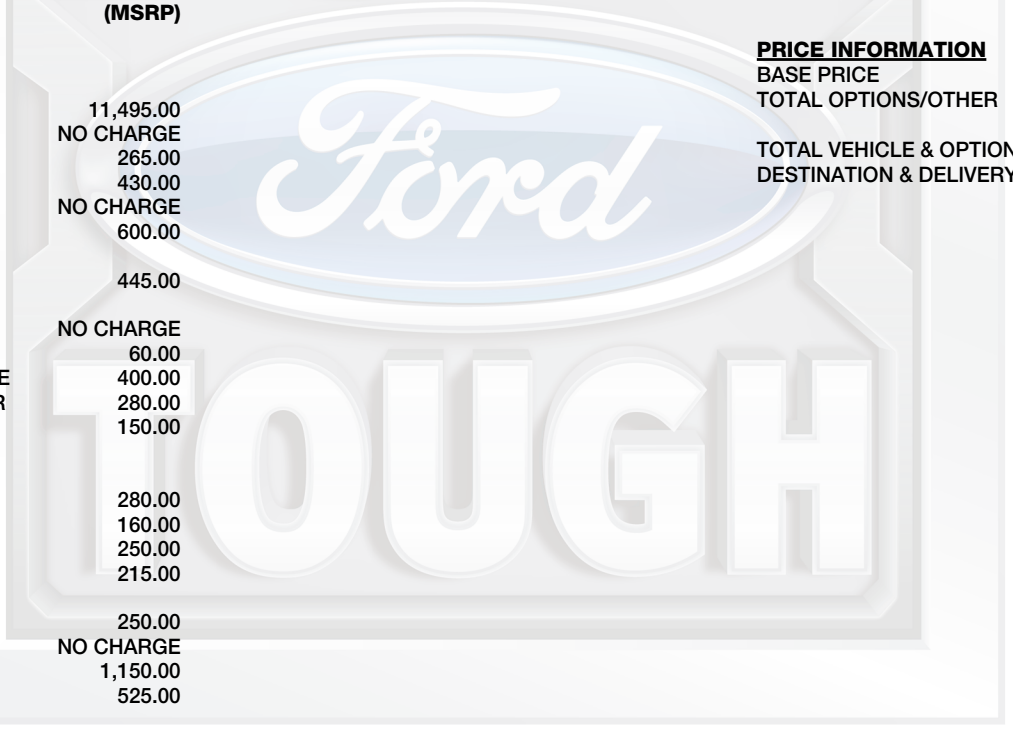 (MSRP)
11,495.00
NO CHARGE
265.00
430.00
NO CHARGE
600.00
445.00
NO CHARGE
60.00
E 400.00
R 280.00
150.00
280.00
160.00
250.00
215.00
250.00
NO CHARGE
1,150.00
525.00
PRICE INFORMATION
BASE PRICE
TOTAL OPTIONS/OTHER
TOTAL VEHICLE & OPTION
DESTINATION & DELIVERY
Ford
TOUGH